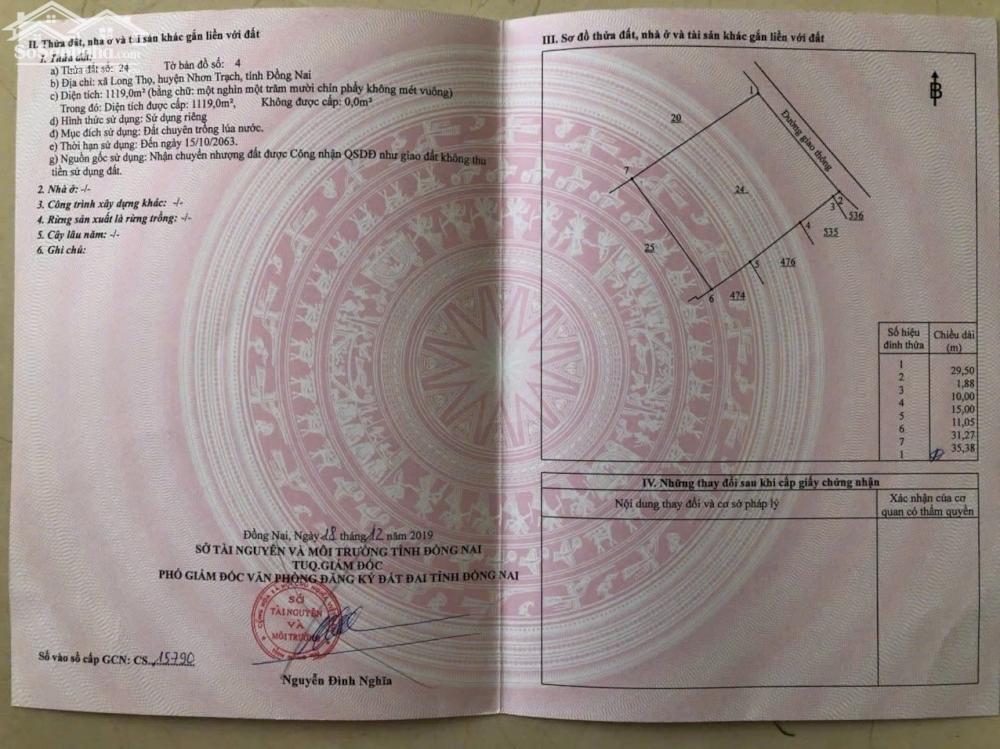 II. Thửa đất, nhà ở và tài sản khác gắn liền với đất
1. Thửa đất:
a) Thửa đất số: 24 Tờ bản đồ số: 4
b) Địa chỉ: xã Long Thọ, huyện Nhơn Trạch, tỉnh Đồng Nai
c) Diện tích: 1119,0m² (bằng chữ: một nghìn một trăm mười chín phẩy không mét vuông)
Trong đó: Diện tích được cấp: 1119,0m², Không được cấp: 0,0m²
d) Hình thức sử dụng: Sử dụng riêng
đ) Mục đích sử dụng: Đất chuyên trồng lúa nước.
e) Thời hạn sử dụng: Đến ngày 15/10/2063.
g) Nguồn gốc sử dụng: Nhận chuyển nhượng đất được Công nhận QSDĐ như giao đất không thu
tiền sử dụng đất.
2. Nhà ở: -/-
3. Công trình xây dựng khác: -/-
4. Rừng sản xuất là rừng trồng: -/-
5. Cây lâu năm: -/-
6. Ghi chú:
Đồng Nai, Ngày 18 tháng 12 năm 2019
SỞ TÀI NGUYÊN VÀ MÔI TRƯỜNG TỈNH ĐỒNG NAI
TUQ.GIÁM ĐỐC
PHÓ GIÁM ĐỐC VĂN PHÒNG ĐĂNG KÝ ĐẤT ĐAI TỈNH ĐỒNG NAI
SỞ
TÀI NGUYÊN
VÀ
MÔI TRƯỜNG
Số vào sổ cấp GCN: CS 15790
Nguyễn Đình Nghĩa
III. Sơ đồ thửa đất, nhà ở và tài sản khác gắn liền với đất
B
1
20
Đường giao thông
7
24
2
3
536
4
535
25
5
476
6
474
Số hiệu đỉnh thửa Chiều dài (m)
1
29,50
2
1,88
3
10,00
4
15,00
5
11,05
6
31,27
7
35,38
1
IV. Những thay đổi sau khi cấp giấy chứng nhận
Nội dung thay đổi và cơ sở pháp lý
Xác nhận của cơ
quan có thẩm quyền